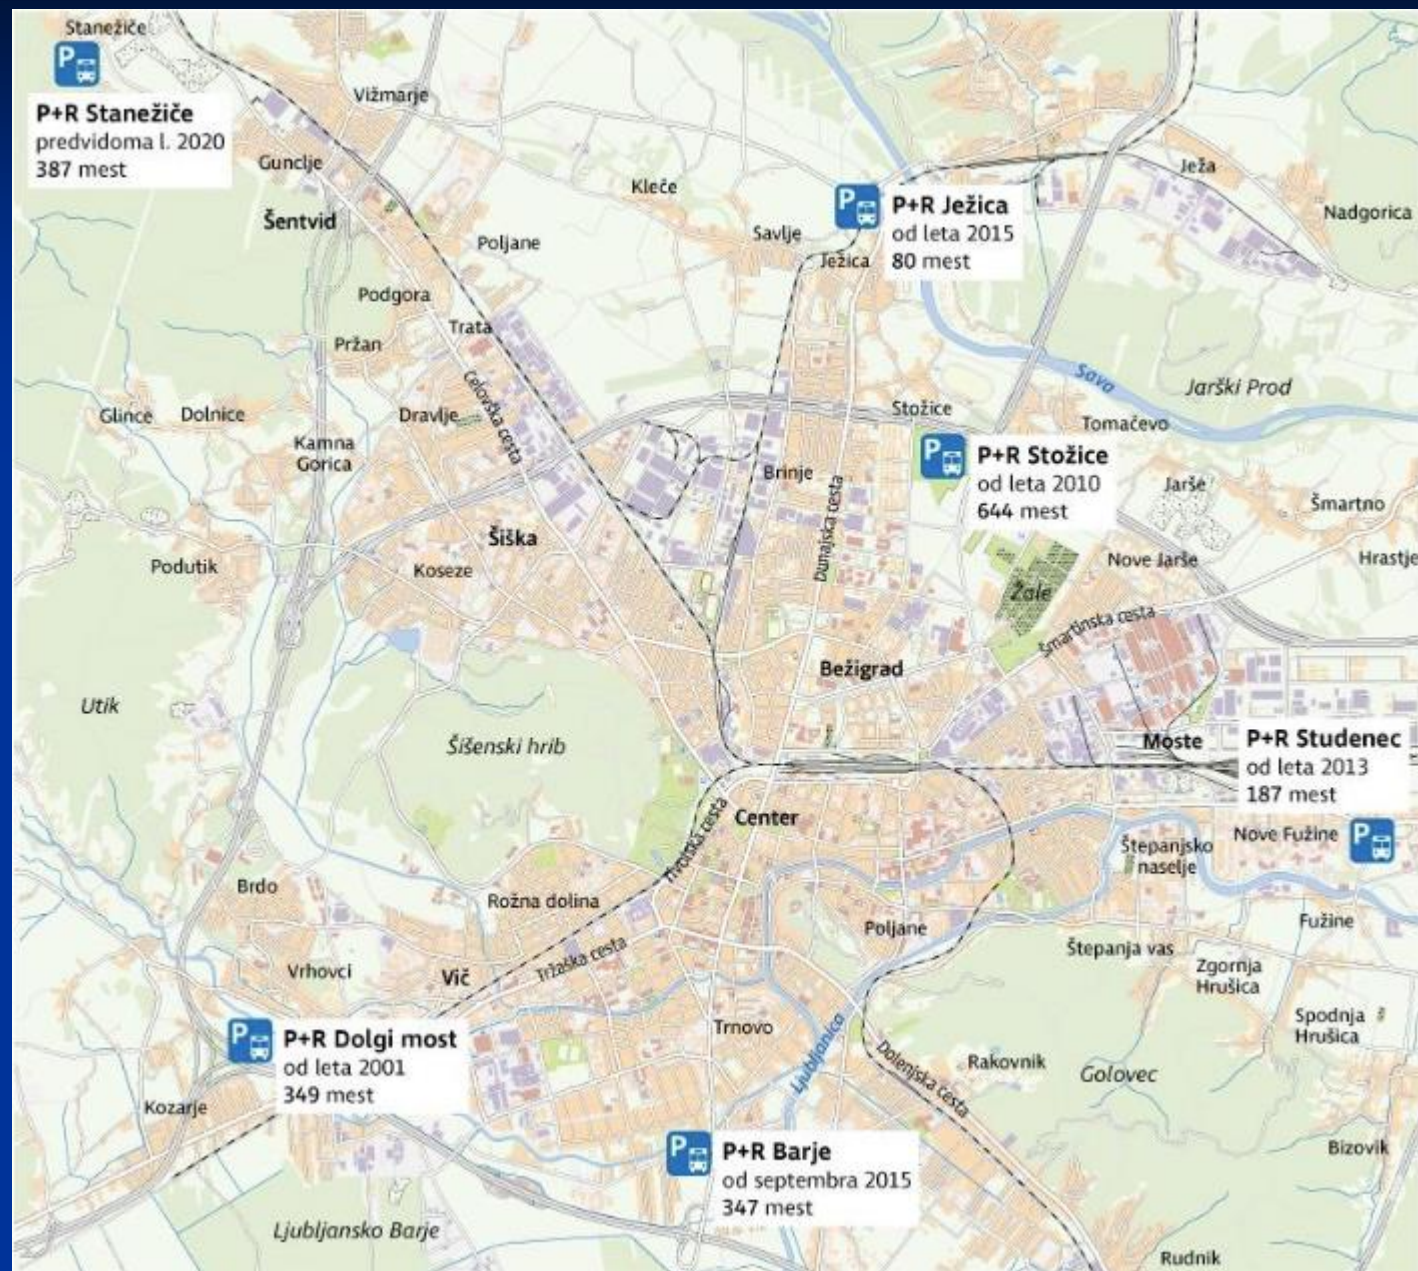 Stanežiče
P+R Stanežiče
predvidoma l. 2020
387 mest
Vižmarje
Gunclje
Šentvid
Poljane
Kleče
Savlje
Ježica
P+R Ježica
od leta 2015
80 mest
Ježa
Nadgorica
Podgora
Trata
Pržan
Celovška cesta
Glince
Dolnice
Dravlje
Kamna
Gorica
Stožice
Sava
Jarški Prod
Tomačevo
P+R Stožice
od leta 2010
644 mest
Brinje
Dunajska cesta
Jarše
Šmartno
Hrastje
Šiška
Koseze
Podutik
Nove Jarše
Žale
Šmartinska cesta
Bežigrad
Utik
Šišenski hrib
Moste
P+R Studenec
od leta 2013
187 mest
Center
Tivolska cesta
Štepanjsko
naselje
Nove Fužine
Brdo
Rožna dolina
Poljane
Fužine
Štepanja vas
Zgornja
Hrušica
Vrhovci
Vič
Tržaška cesta
Spodnja
Hrušica
P+R Dolgi most
od leta 2001
349 mest
Trnovo
Ljubljanica
Dolenjska cesta
Rakovnik
Golovec
Kozarje
P+R Barje
od septembra 2015
347 mest
Bizovik
Ljubljansko Barje
Rudnik